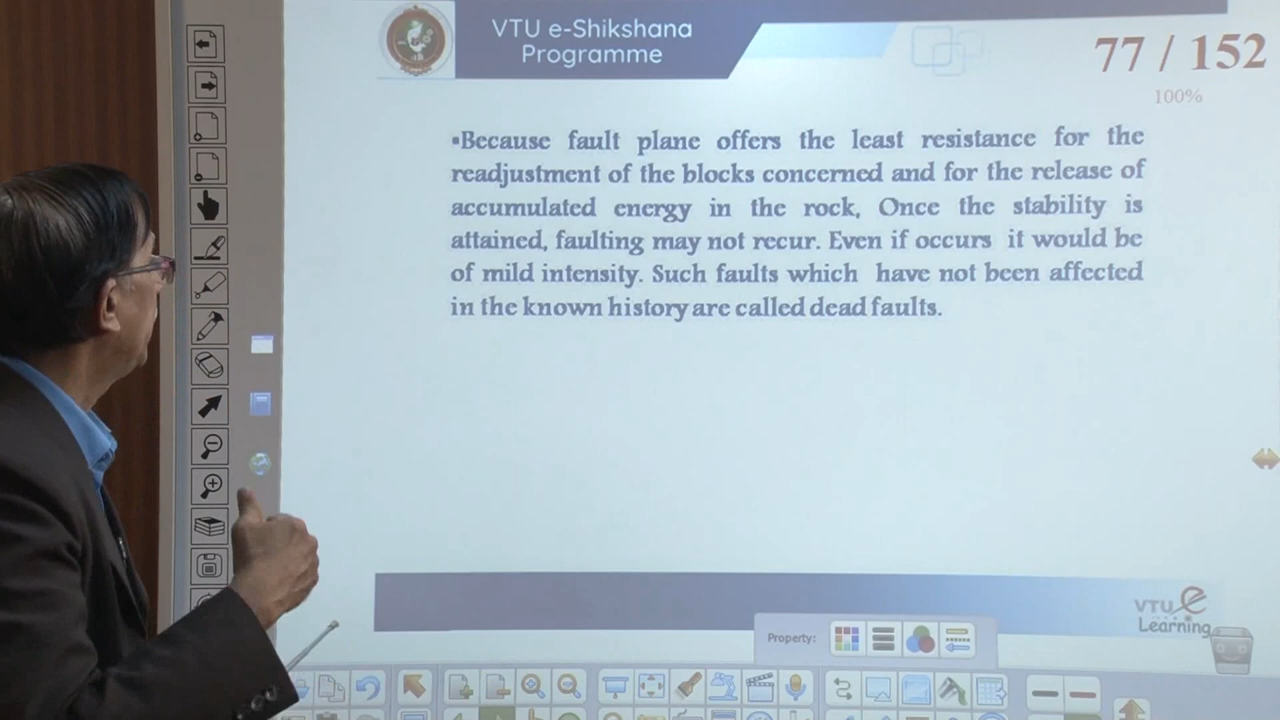 VTU e-Shikshana
Programme
77 / 152
100%
▪Because fault plane offers the least resistance for the
readjustment of the blocks concerned and for the release of
accumulated energy in the rock, Once the stability is
attained, faulting may not recur. Even if occurs it would be
of mild intensity. Such faults which have not been affected
in the known history are called dead faults.
VTU e
Learning
Property: